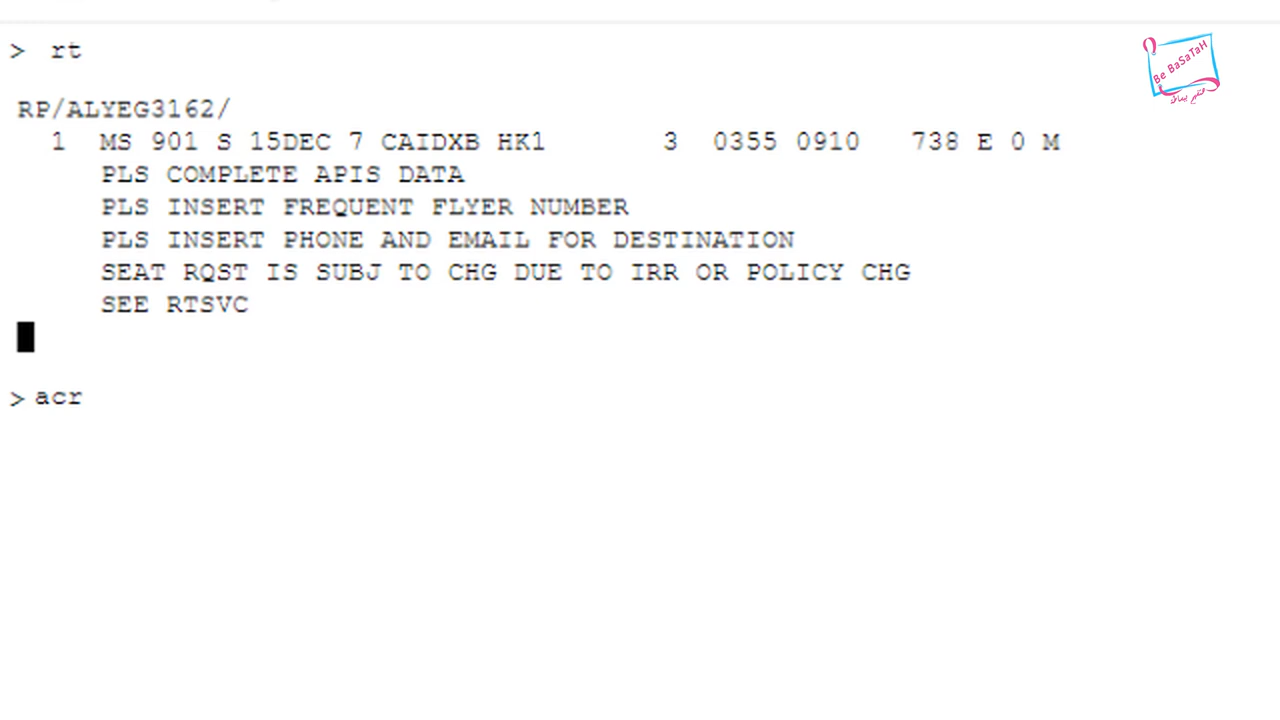 > rt
Be BaSaTaH
RP/ALYEG3162/
1 MS 901 S 15DEC 7 CAIDXB HK1 3 0355 0910 738 E 0 M
PLS COMPLETE APIS DATA
PLS INSERT FREQUENT FLYER NUMBER
PLS INSERT PHONE AND EMAIL FOR DESTINATION
SEAT RQST IS SUBJ TO CHG DUE TO IRR OR POLICY CHG
SEE RTSVC
> acr